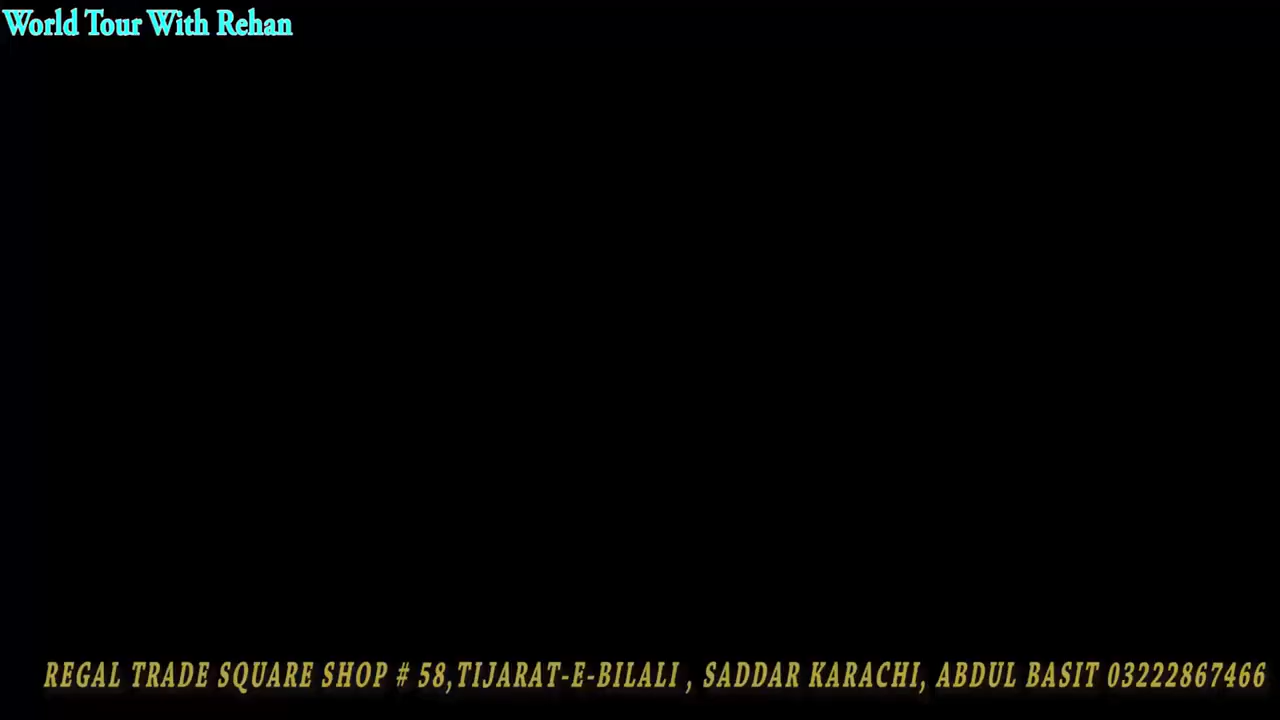 World Tour With Rehan
REGAL TRADE SQUARE SHOP # 58,TIJARAT-E-BILALI , SADDAR KARACHI, ABDUL BASIT 03222867466